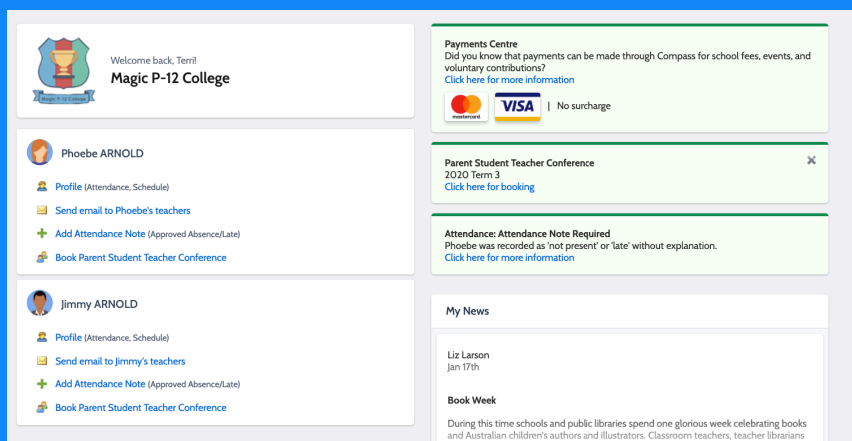 Magic P-12 College
Welcome back, Terri!
Magic P-12 College
Phoebe ARNOLD
Profile (Attendance, Schedule)
Send email to Phoebe's teachers
Add Attendance Note (Approved Absence/Late)
Book Parent Student Teacher Conference
Jimmy ARNOLD
Profile (Attendance, Schedule)
Send email to Jimmy's teachers
Add Attendance Note (Approved Absence/Late)
Book Parent Student Teacher Conference
Payments Centre
Did you know that payments can be made through Compass for school fees, events, and
voluntary contributions?
Click here for more information
mastercard VISA | No surcharge
Parent Student Teacher Conference
2020 Term 3
Click here for booking
Attendance: Attendance Note Required
Phoebe was recorded as 'not present' or 'late' without explanation.
Click here for more information
My News
Liz Larson
Jan 17th
Book Week
During this time schools and public libraries spend one glorious week celebrating books
and Australian children's authors and illustrators. Classroom teachers, teacher librarians